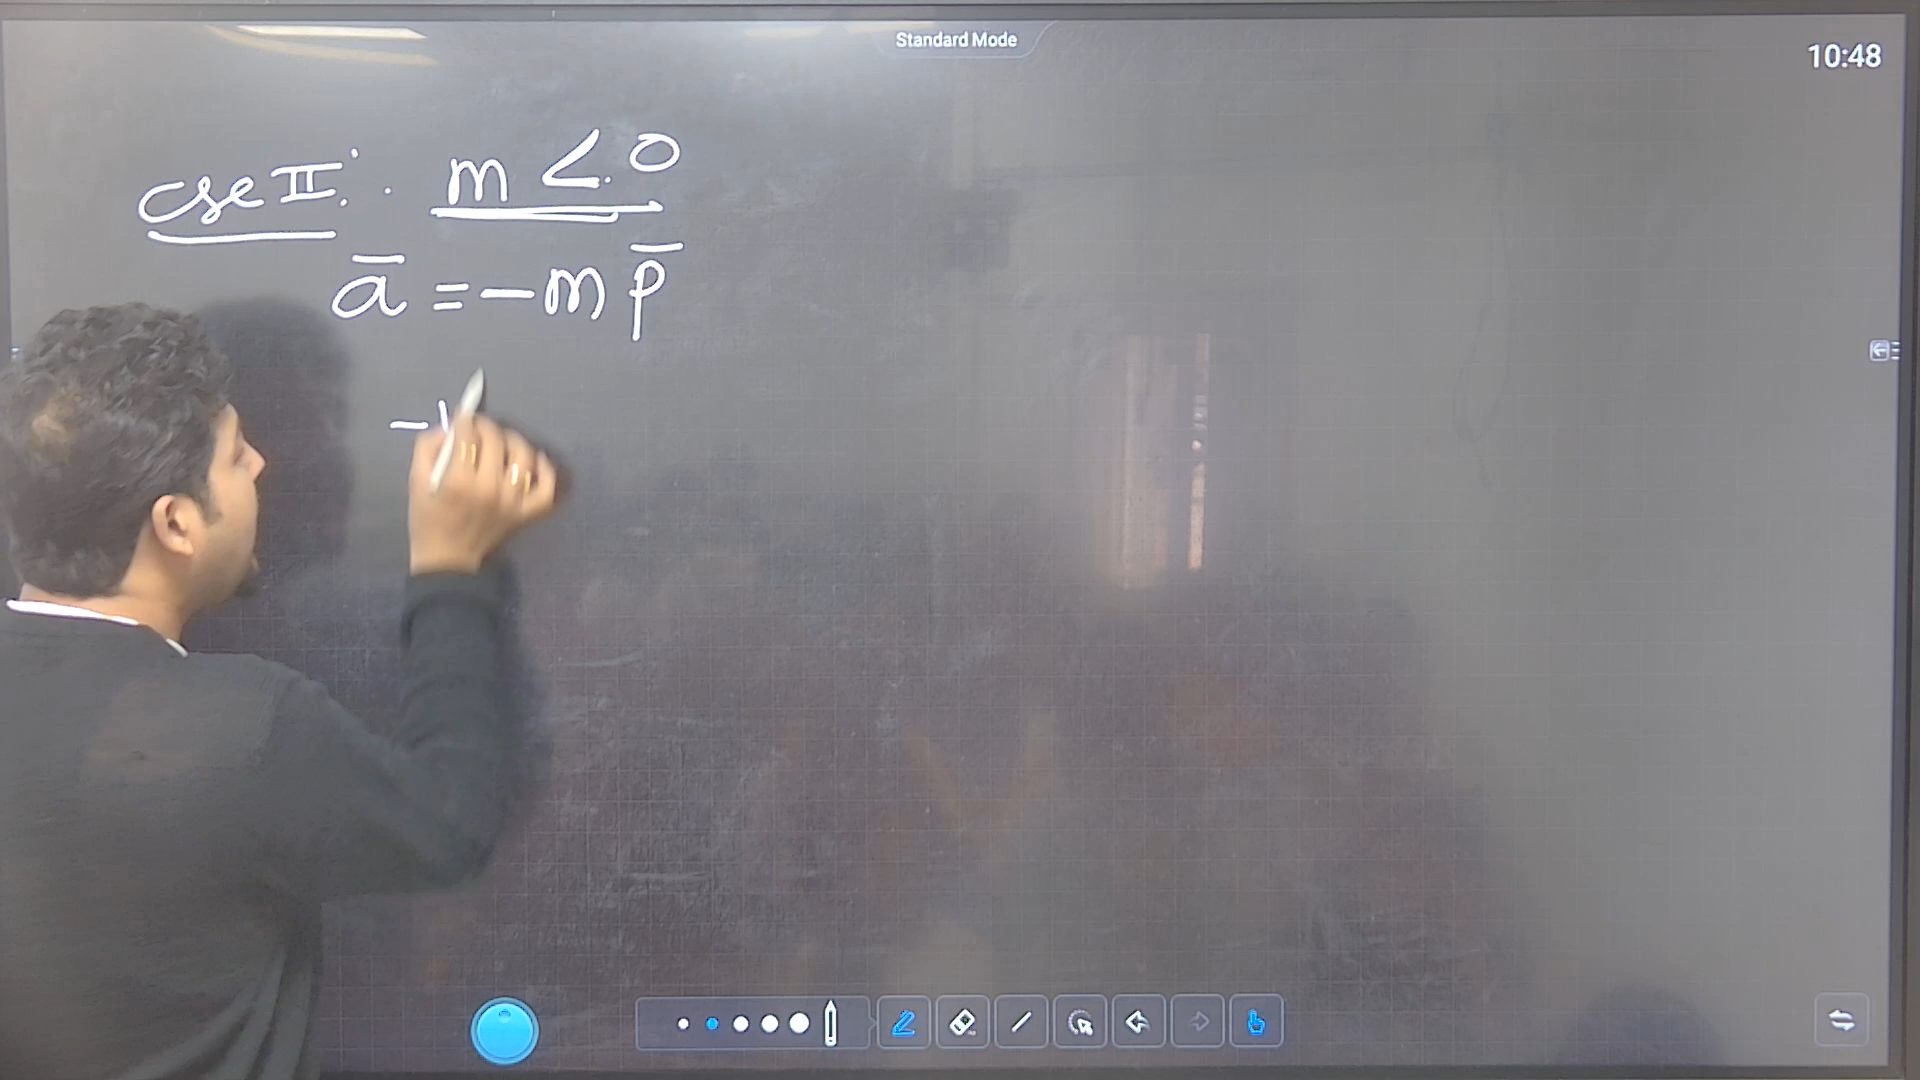 Standard Mode
10:48
cse II: . m < 0
a̅ = -m p̅
-